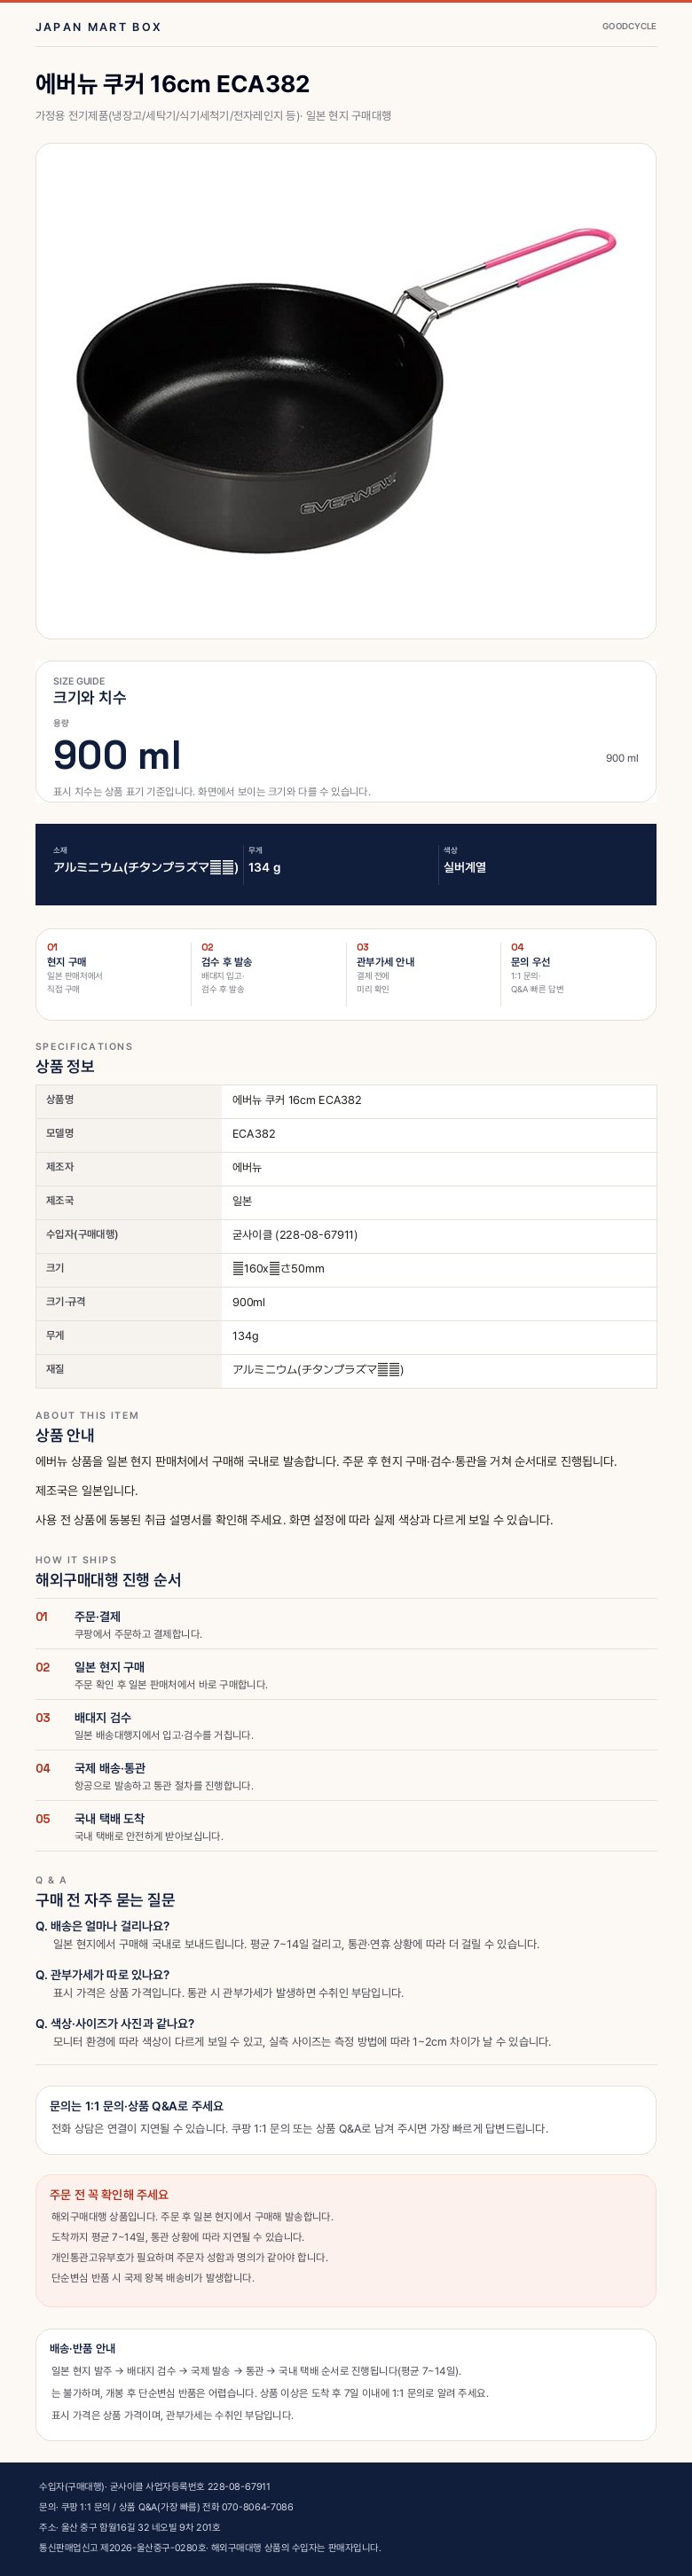 JAPAN MART BOX
GOODCYCLE
에버뉴 쿠커 16cm ECA382
가정용 전기제품(냉장고/세탁기/식기세척기/전자레인지 등)· 일본 현지 구매대행
EVERNEW
SIZE GUIDE
크기와 치수
용량
900 ml
900 ml
표시 치수는 상품 표기 기준입니다. 화면에서 보이는 크기와 다를 수 있습니다.
소재
アルミニウム(チタンプラズマ▤▤)
무게
134 g
색상
실버계열
01
현지 구매
일본 판매처에서
직접 구매
02
검수 후 발송
배대지 입고·
검수 후 발송
03
관부가세 안내
결제 전에
미리 확인
04
문의 우선
1:1 문의·
Q&A 빠른 답변
SPECIFICATIONS
상품 정보
상품명 에버뉴 쿠커 16cm ECA382
모델명 ECA382
제조자 에버뉴
제조국 일본
수입자(구매대행) 굳사이클 (228-08-67911)
크기 ▤160x▤さ50mm
크기·규격 900ml
무게 134g
재질 アルミニウム(チタンプラズマ▤▤)
ABOUT THIS ITEM
상품 안내
에버뉴 상품을 일본 현지 판매처에서 구매해 국내로 발송합니다. 주문 후 현지 구매·검수·통관을 거쳐 순서대로 진행됩니다.
제조국은 일본입니다.
사용 전 상품에 동봉된 취급 설명서를 확인해 주세요. 화면 설정에 따라 실제 색상과 다르게 보일 수 있습니다.
HOW IT SHIPS
해외구매대행 진행 순서
01 주문·결제
쿠팡에서 주문하고 결제합니다.
02 일본 현지 구매
주문 확인 후 일본 판매처에서 바로 구매합니다.
03 배대지 검수
일본 배송대행지에서 입고·검수를 거칩니다.
04 국제 배송·통관
항공으로 발송하고 통관 절차를 진행합니다.
05 국내 택배 도착
국내 택배로 안전하게 받아보십니다.
Q & A
구매 전 자주 묻는 질문
Q. 배송은 얼마나 걸리나요?
일본 현지에서 구매해 국내로 보내드립니다. 평균 7~14일 걸리고, 통관·연휴 상황에 따라 더 걸릴 수 있습니다.
Q. 관부가세가 따로 있나요?
표시 가격은 상품 가격입니다. 통관 시 관부가세가 발생하면 수취인 부담입니다.
Q. 색상·사이즈가 사진과 같나요?
모니터 환경에 따라 색상이 다르게 보일 수 있고, 실측 사이즈는 측정 방법에 따라 1~2cm 차이가 날 수 있습니다.
문의는 1:1 문의·상품 Q&A로 주세요
전화 상담은 연결이 지연될 수 있습니다. 쿠팡 1:1 문의 또는 상품 Q&A로 남겨 주시면 가장 빠르게 답변드립니다.
주문 전 꼭 확인해 주세요
해외구매대행 상품입니다. 주문 후 일본 현지에서 구매해 발송합니다.
도착까지 평균 7~14일, 통관 상황에 따라 지연될 수 있습니다.
개인통관고유부호가 필요하며 주문자 성함과 명의가 같아야 합니다.
단순변심 반품 시 국제 왕복 배송비가 발생합니다.
배송·반품 안내
일본 현지 발주 → 배대지 검수 → 국제 발송 → 통관 → 국내 택배 순서로 진행됩니다(평균 7~14일).
는 불가하며, 개봉 후 단순변심 반품은 어렵습니다. 상품 이상은 도착 후 7일 이내에 1:1 문의로 알려 주세요.
표시 가격은 상품 가격이며, 관부가세는 수취인 부담입니다.
수입자(구매대행)· 굳사이클 사업자등록번호 228-08-67911
문의· 쿠팡 1:1 문의 / 상품 Q&A(가장 빠름) 전화 070-8064-7086
주소· 울산 중구 함월16길 32 네오빌 9차 201호
통신판매업신고 제2026-울산중구-0280호· 해외구매대행 상품의 수입자는 판매자입니다.